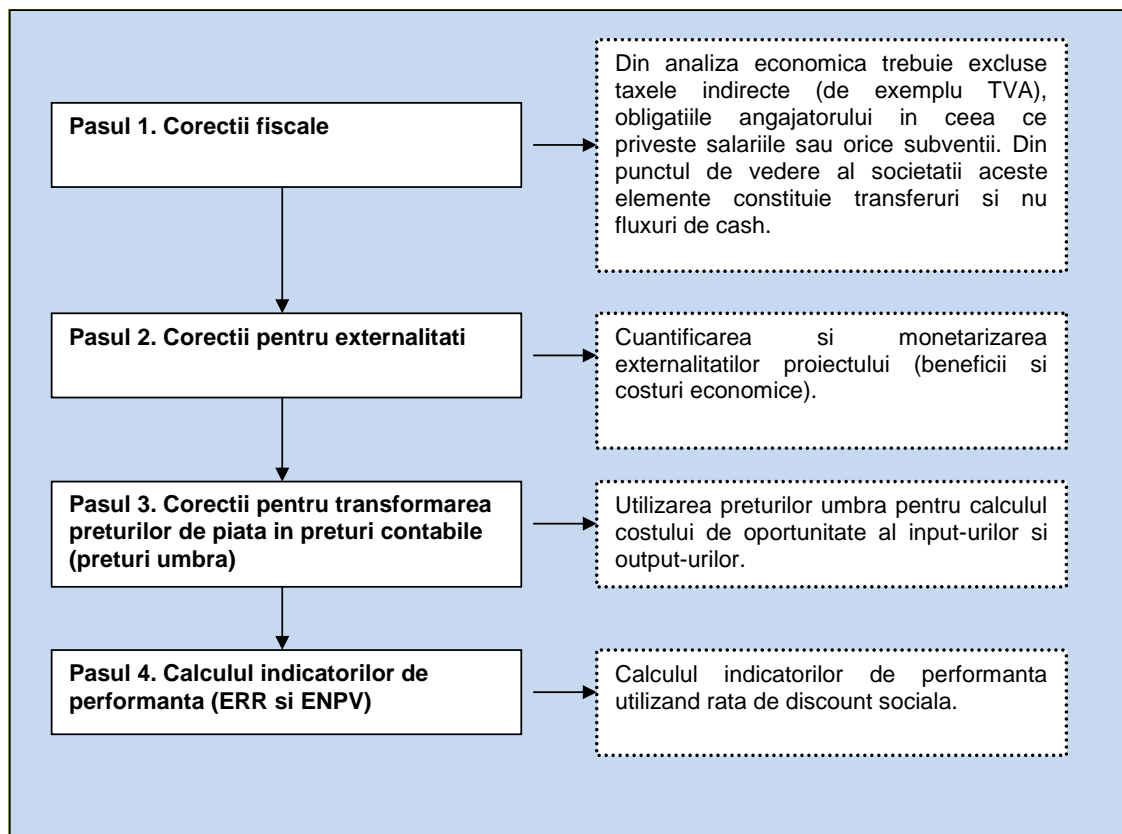 Pasul 1. Corectii fiscale
Din analiza economica trebuie excluse
taxele indirecte (de exemplu TVA),
obligatiile angajatorului in ceea ce
priveste salariile sau orice subventii. Din
punctul de vedere al societatii aceste
elemente constituie transferuri si nu
fluxuri de cash.
Pasul 2. Corectii pentru externalitati
Cuantificarea si monetarizarea
externalitatilor proiectului (beneficii si
costuri economice).
Pasul 3. Corectii pentru transformarea
preturilor de piata in preturi contabile
(preturi umbra)
Utilizarea preturilor umbra pentru calculul
costului de oportunitate al input-urilor si
output-urilor.
Pasul 4. Calculul indicatorilor de
performanta (ERR si ENPV)
Calculul indicatorilor de performanta
utilizand rata de discount sociala.